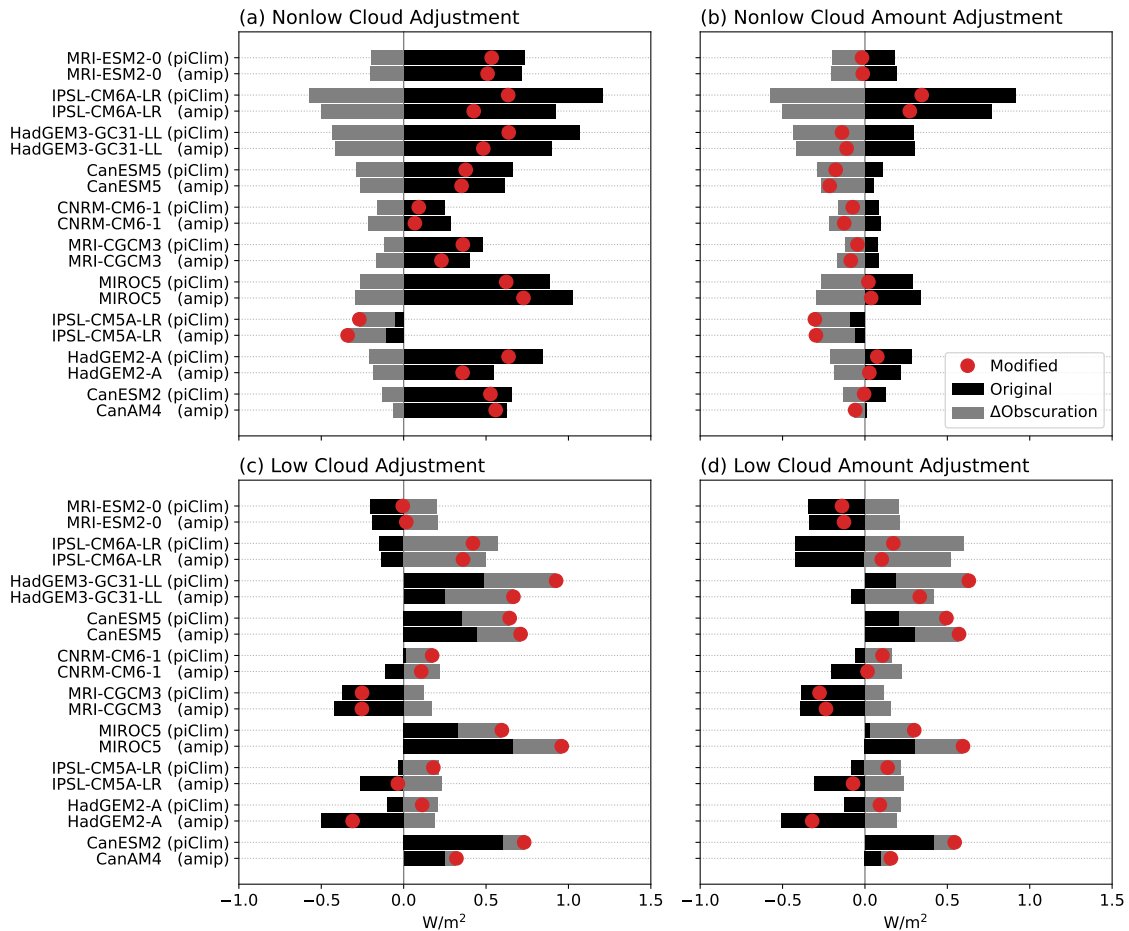 (a) Nonlow Cloud Adjustment
MRI-ESM2-0 (piClim)
MRI-ESM2-0 (amip)
IPSL-CM6A-LR (piClim)
IPSL-CM6A-LR (amip)
HadGEM3-GC31-LL (piClim)
HadGEM3-GC31-LL (amip)
CanESM5 (piClim)
CanESM5 (amip)
CNRM-CM6-1 (piClim)
CNRM-CM6-1 (amip)
MRI-CGCM3 (piClim)
MRI-CGCM3 (amip)
MIROC5 (piClim)
MIROC5 (amip)
IPSL-CM5A-LR (piClim)
IPSL-CM5A-LR (amip)
HadGEM2-A (piClim)
HadGEM2-A (amip)
CanESM2 (piClim)
CanAM4 (amip)
(b) Nonlow Cloud Amount Adjustment
Modified
Original
ΔObscuration
(c) Low Cloud Adjustment
MRI-ESM2-0 (piClim)
MRI-ESM2-0 (amip)
IPSL-CM6A-LR (piClim)
IPSL-CM6A-LR (amip)
HadGEM3-GC31-LL (piClim)
HadGEM3-GC31-LL (amip)
CanESM5 (piClim)
CanESM5 (amip)
CNRM-CM6-1 (piClim)
CNRM-CM6-1 (amip)
MRI-CGCM3 (piClim)
MRI-CGCM3 (amip)
MIROC5 (piClim)
MIROC5 (amip)
IPSL-CM5A-LR (piClim)
IPSL-CM5A-LR (amip)
HadGEM2-A (piClim)
HadGEM2-A (amip)
CanESM2 (piClim)
CanAM4 (amip)
−1.0 −0.5 0.0 0.5 1.0 1.5
W/m²
(d) Low Cloud Amount Adjustment
−1.0 −0.5 0.0 0.5 1.0 1.5
W/m²